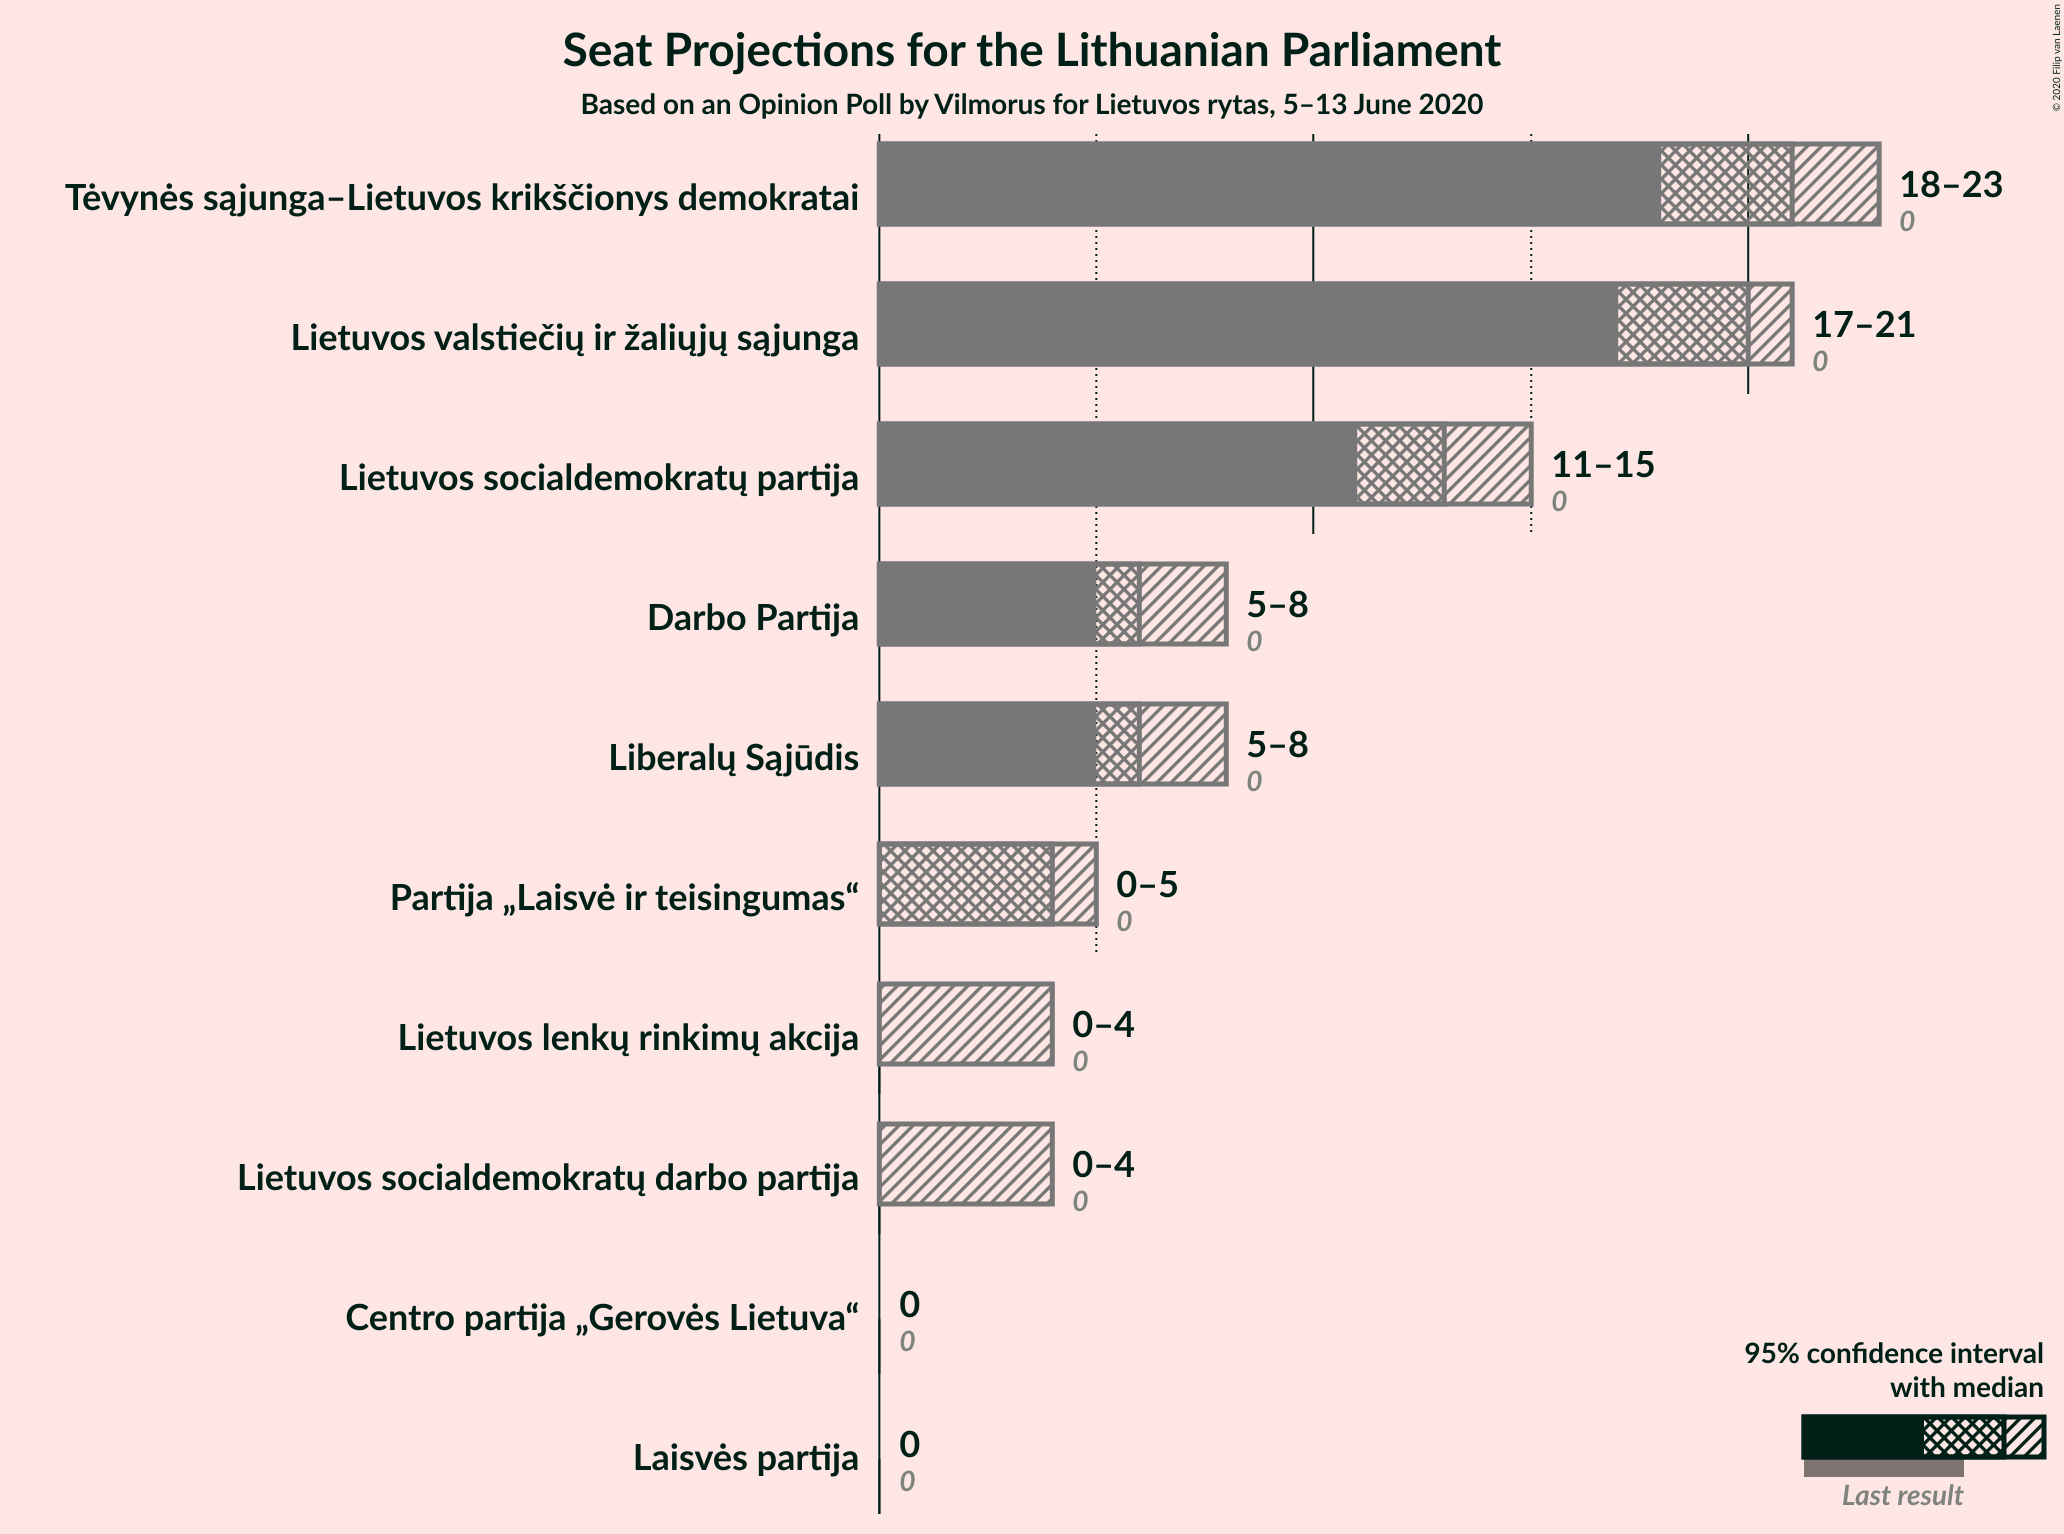 Seat Projections for the Lithuanian Parliament
Based on an Opinion Poll by Vilmorus for Lietuvos rytas, 5–13 June 2020
© 2020 Filip van Laenen
Tėvynės sąjunga–Lietuvos krikščionys demokratai
18–23
0
Lietuvos valstiečių ir žaliųjų sąjunga
17–21
0
Lietuvos socialdemokratų partija
11–15
0
Darbo Partija
5–8
0
Liberalų Sąjūdis
5–8
0
Partija „Laisvė ir teisingumas“
0–5
0
Lietuvos lenkų rinkimų akcija
0–4
0
Lietuvos socialdemokratų darbo partija
0–4
0
Centro partija „Gerovės Lietuva“
0
0
Laisvės partija
0
0
95% confidence interval
with median
Last result